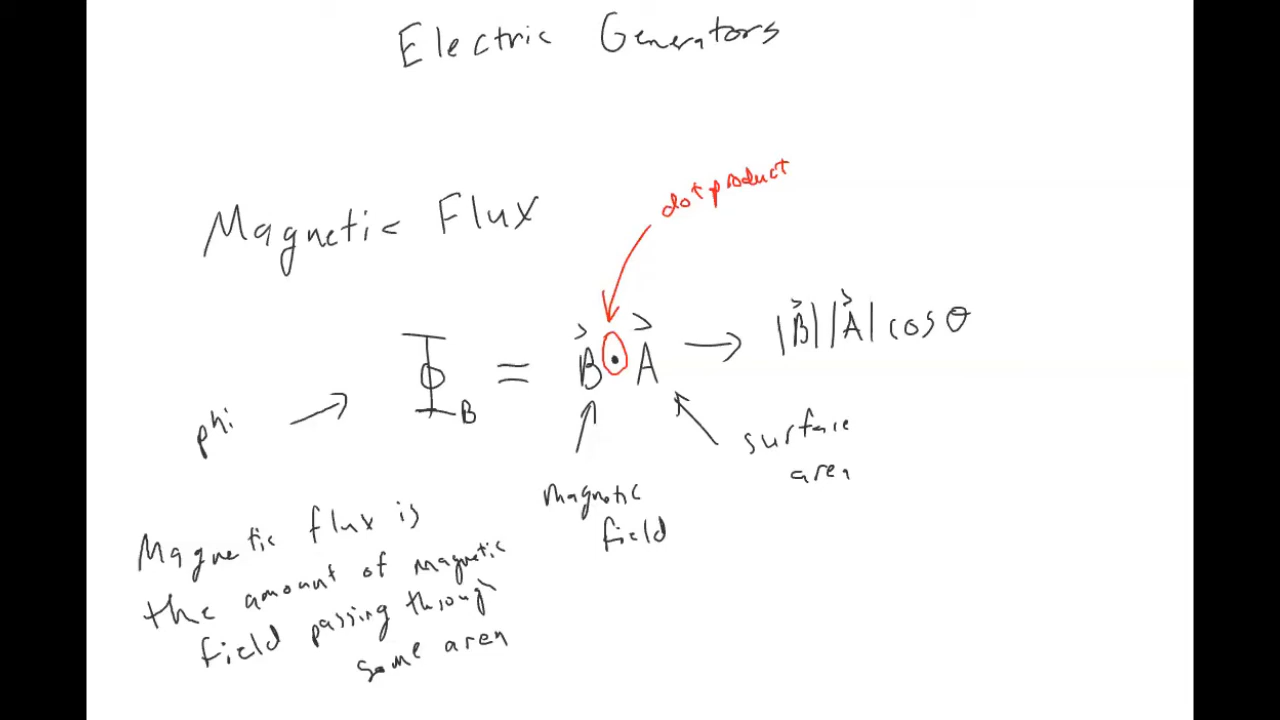 Electric Generators
dot product
Magnetic Flux
Φ_B = B⃗ • A⃗ → |B⃗| |A⃗| cos θ
phi →
surface
area
magnetic
field
Magnetic flux is
the amount of magnetic
field passing through
some area